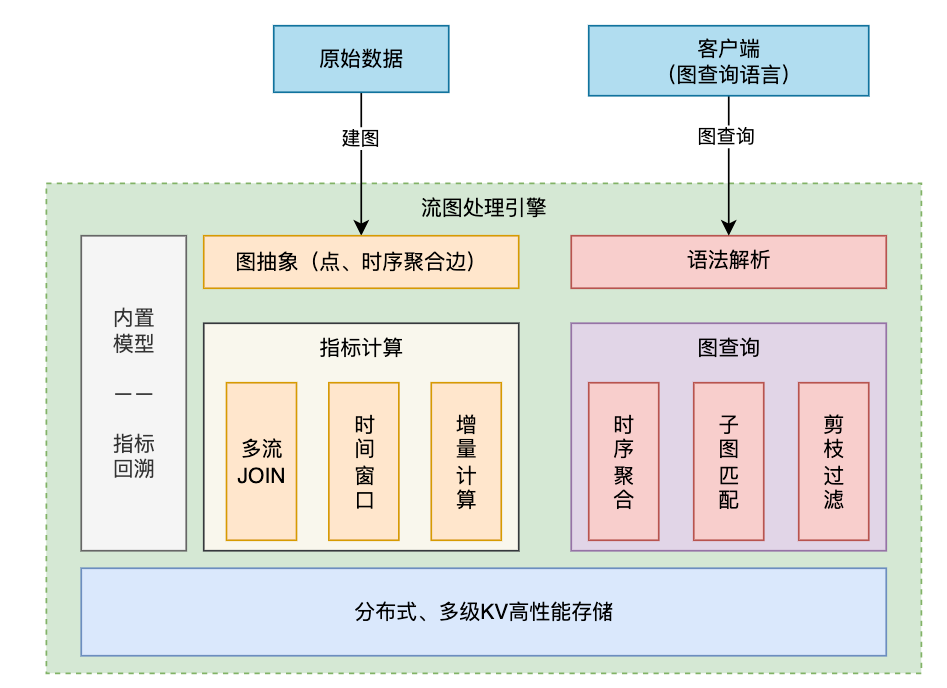 原始数据
客户端
（图查询语言）
建图
图查询
流图处理引擎
图抽象（点、时序聚合边）
语法解析
内置
模型
——
指标
回溯
指标计算
多流
JOIN
时间窗口
增量计算
图查询
时序聚合
子图匹配
剪枝过滤
分布式、多级KV高性能存储